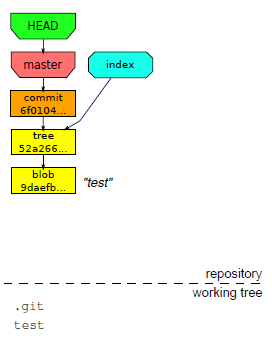 HEAD
master
index
commit
6f0104...
tree
52a266...
blob
9daefb...
"test"
repository
working tree
.git
test